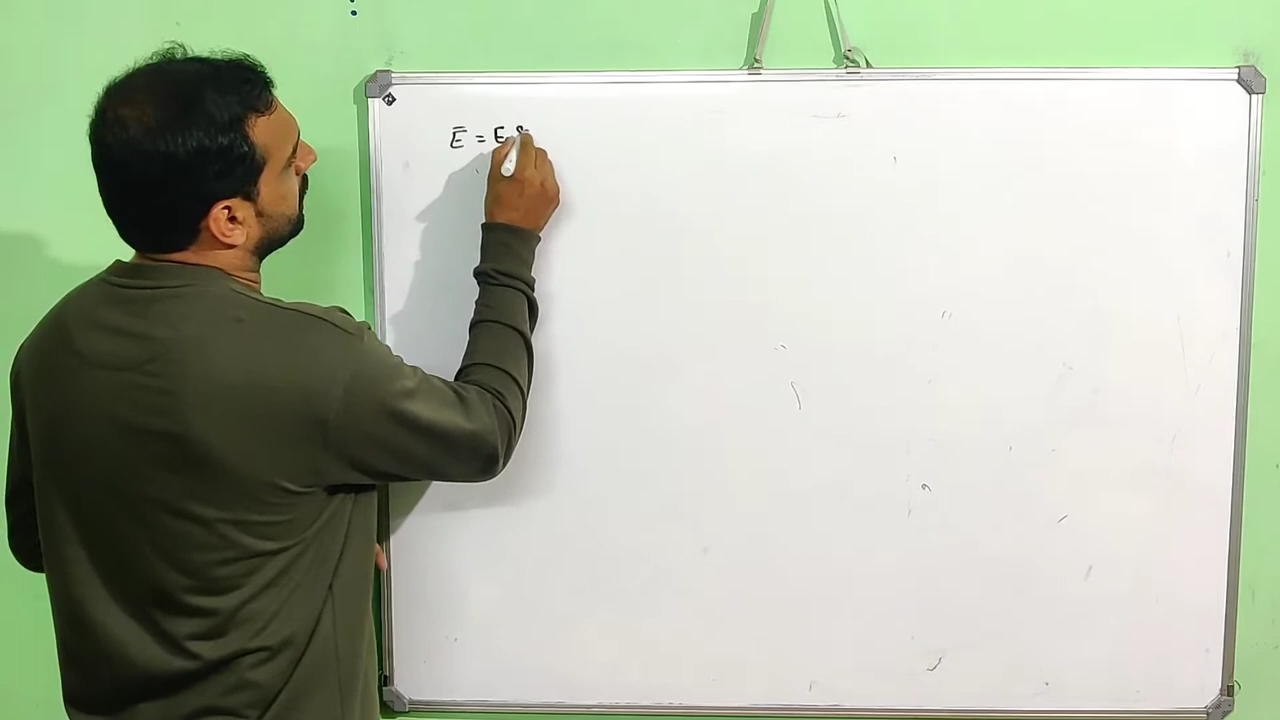 Ē = E